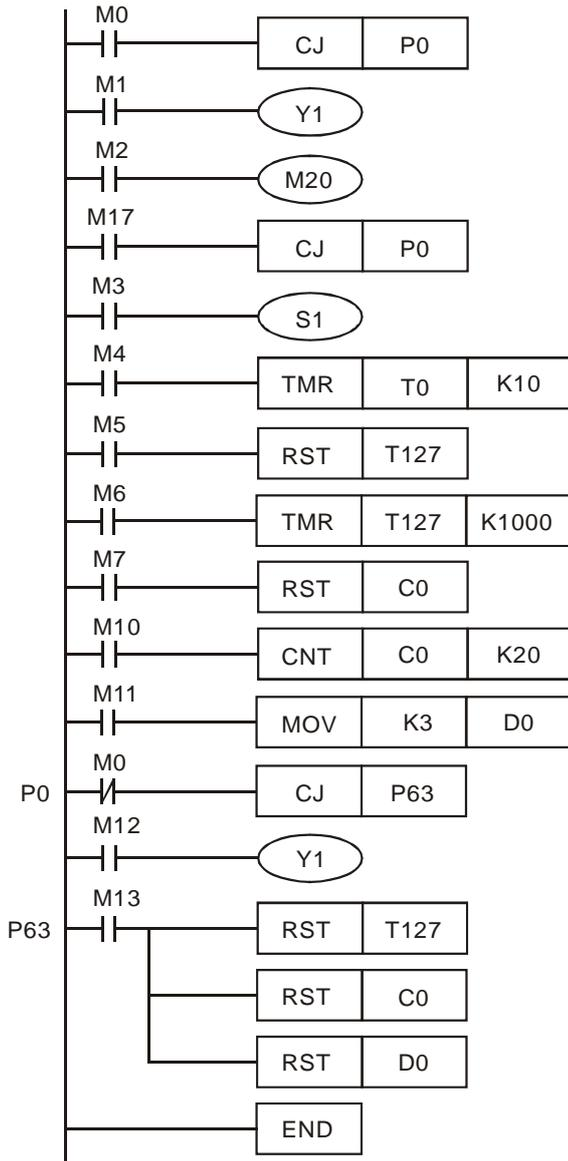 M0
CJ P0
M1
Y1
M2
M20
M17
CJ P0
M3
S1
M4
TMR T0 K10
M5
RST T127
M6
TMR T127 K1000
M7
RST C0
M10
CNT C0 K20
M11
MOV K3 D0
M0
P0 CJ P63
M12
Y1
M13
P63 RST T127
RST C0
RST D0
END